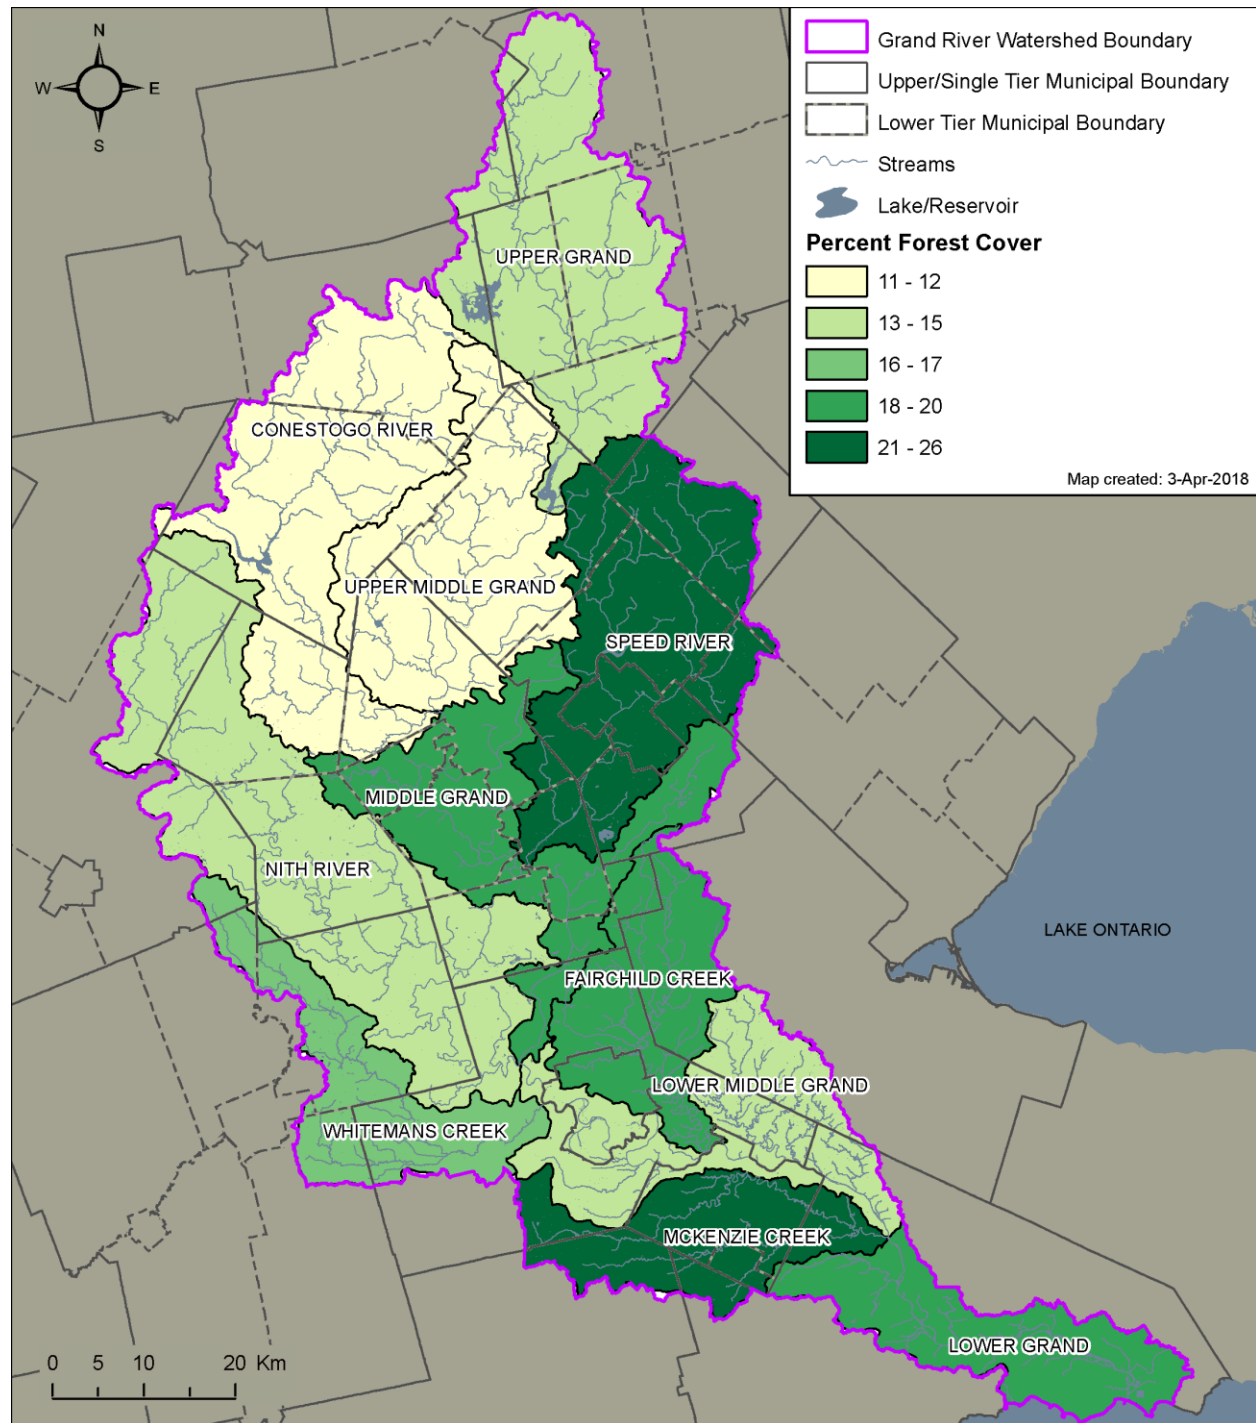 N
W E
S
Grand River Watershed Boundary
Upper/Single Tier Municipal Boundary
Lower Tier Municipal Boundary
Streams
Lake/Reservoir
Percent Forest Cover
11 - 12
13 - 15
16 - 17
18 - 20
21 - 26
Map created: 3-Apr-2018
UPPER GRAND
CONESTOGO RIVER
UPPER MIDDLE GRAND
SPEED RIVER
MIDDLE GRAND
NITH RIVER
LAKE ONTARIO
FAIRCHILD CREEK
LOWER MIDDLE GRAND
WHITEMANS CREEK
MCKENZIE CREEK
LOWER GRAND
0 5 10 20 Km